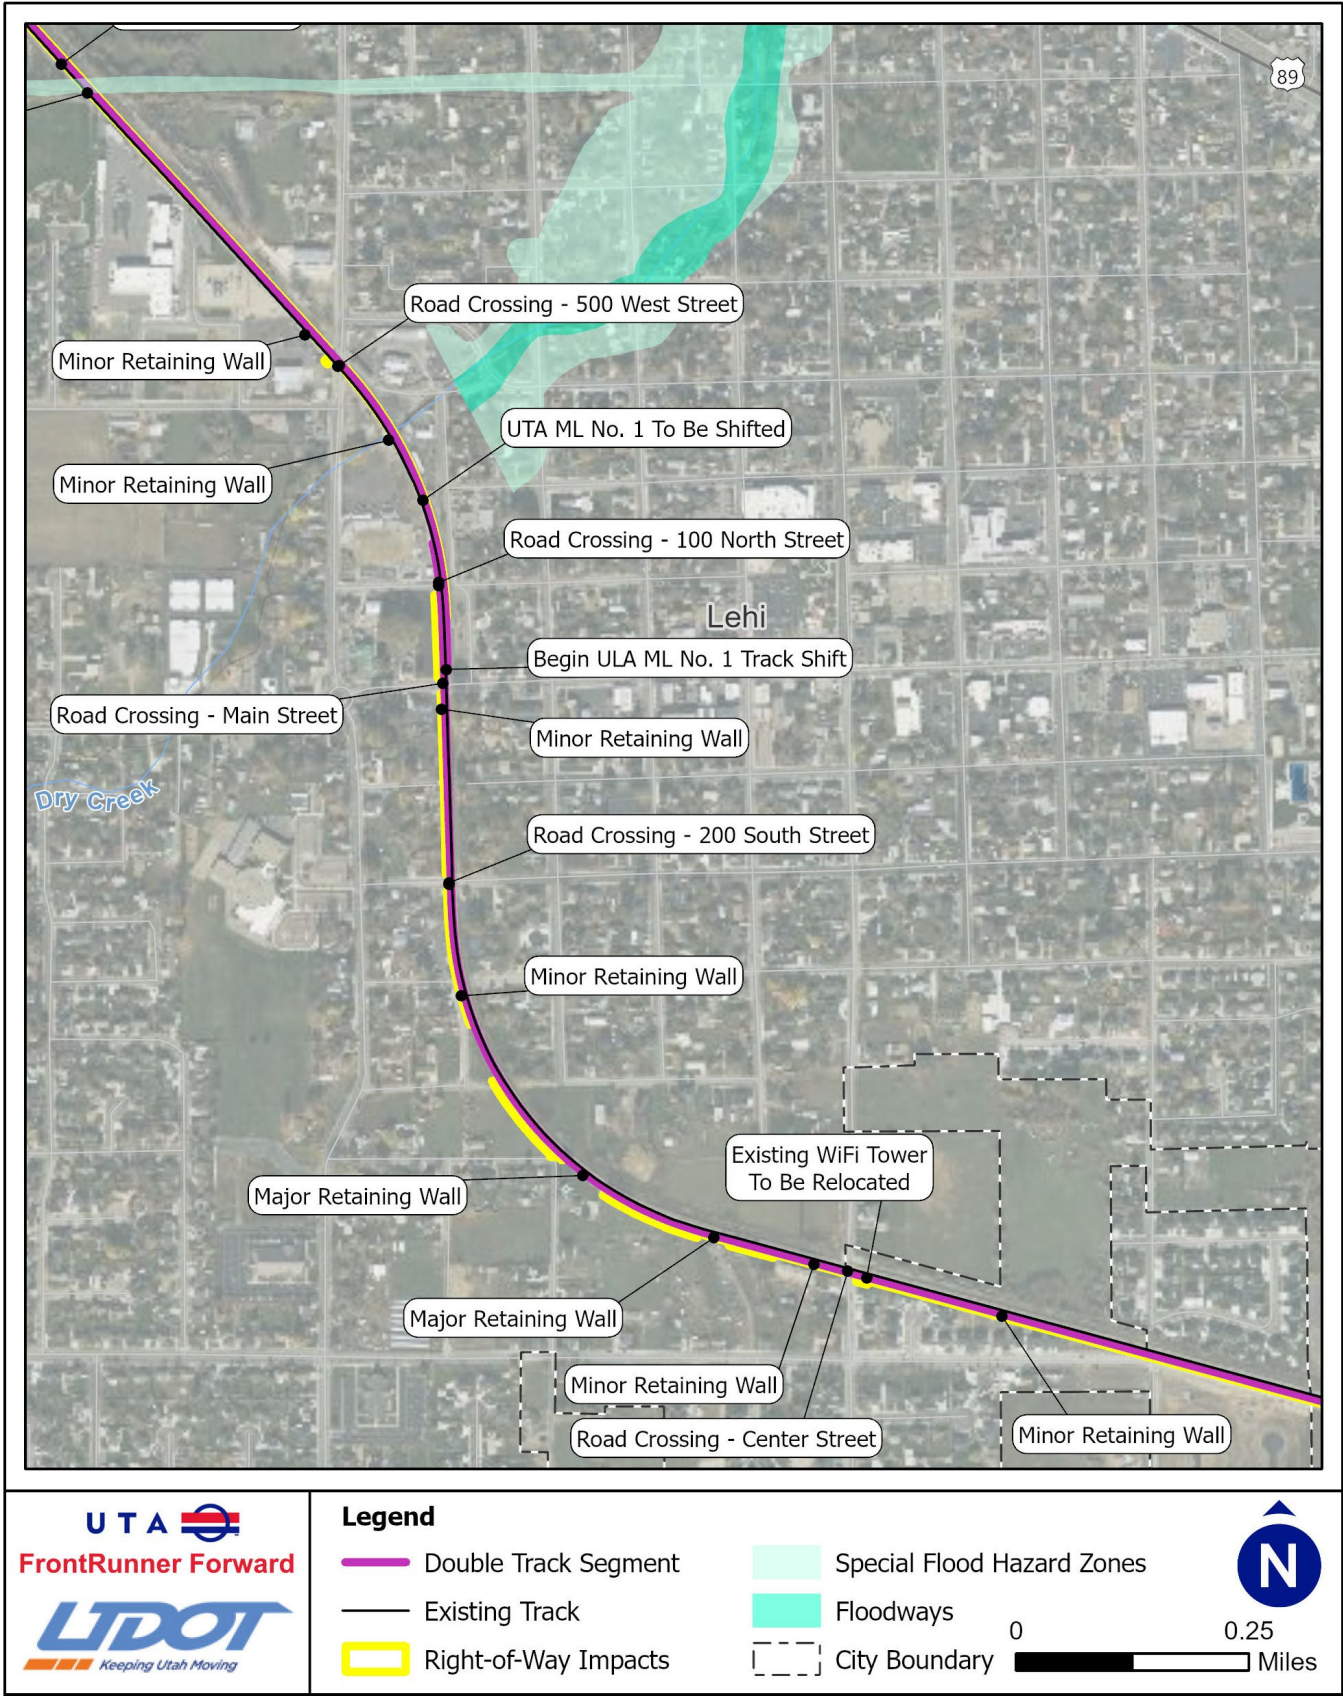 89
Road Crossing - 500 West Street
Minor Retaining Wall
UTA ML No. 1 To Be Shifted
Minor Retaining Wall
Road Crossing - 100 North Street
Lehi
Begin ULA ML No. 1 Track Shift
Road Crossing - Main Street
Minor Retaining Wall
Dry Creek
Road Crossing - 200 South Street
Minor Retaining Wall
Existing WiFi Tower
To Be Relocated
Major Retaining Wall
Major Retaining Wall
Minor Retaining Wall
Road Crossing - Center Street
Minor Retaining Wall
UTA
FrontRunner Forward
UDOT
Keeping Utah Moving
Legend
Double Track Segment
Existing Track
Right-of-Way Impacts
Special Flood Hazard Zones
Floodways
City Boundary
N
0 0.25
Miles